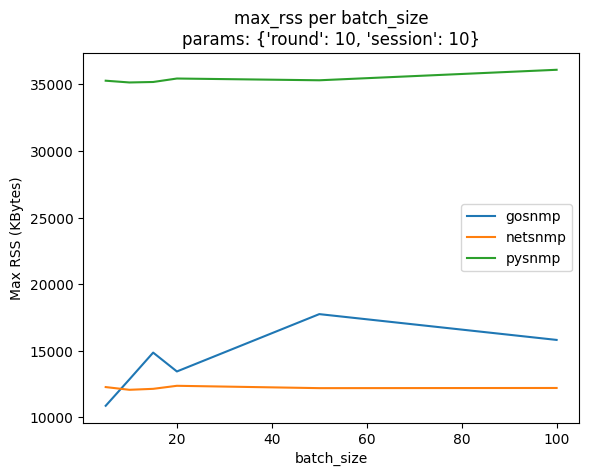 max_rss per batch_size
params: {'round': 10, 'session': 10}
Max RSS (KBytes)
35000
30000
25000
20000
15000
10000
gosnmp
netsnmp
pysnmp
20
40
60
80
100
batch_size